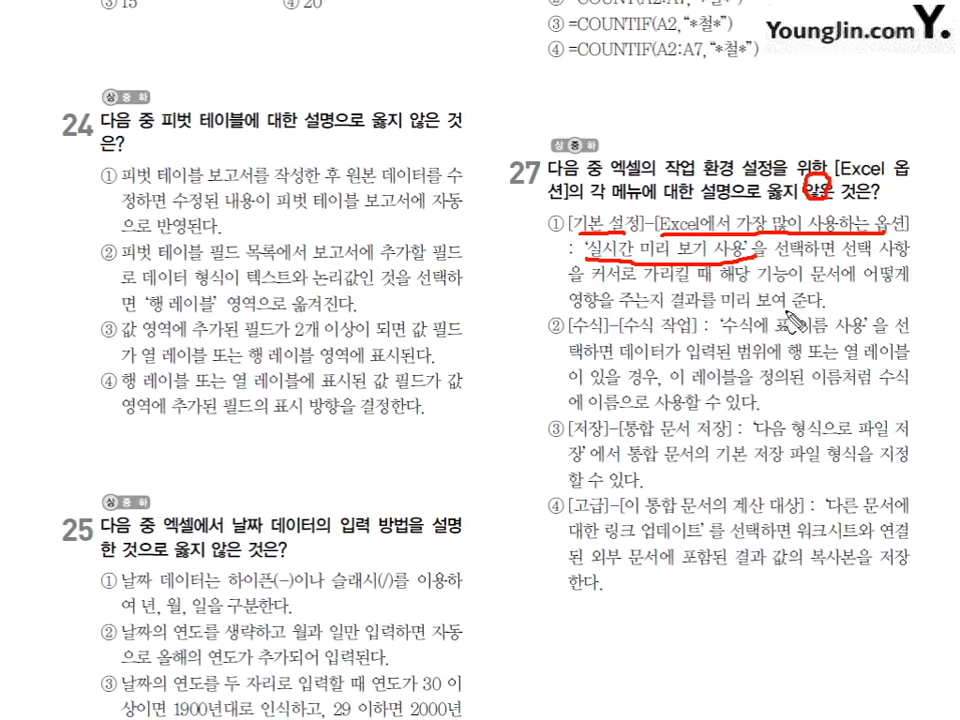 ③ 15 ④ 20
상 중 하
24 다음 중 피벗 테이블에 대한 설명으로 옳지 않은 것
은?
① 피벗 테이블 보고서를 작성한 후 원본 데이터를 수
정하면 수정된 내용이 피벗 테이블 보고서에 자동
으로 반영된다.
② 피벗 테이블 필드 목록에서 보고서에 추가할 필드
로 데이터 형식이 텍스트와 논리값인 것을 선택하
면 ‘행 레이블’ 영역으로 옮겨진다.
③ 값 영역에 추가된 필드가 2개 이상이 되면 값 필드
가 열 레이블 또는 행 레이블 영역에 표시된다.
④ 행 레이블 또는 열 레이블에 표시된 값 필드가 값
영역에 추가된 필드의 표시 방향을 결정한다.
상 중 하
25 다음 중 엑셀에서 날짜 데이터의 입력 방법을 설명
한 것으로 옳지 않은 것은?
① 날짜 데이터는 하이픈(-)이나 슬래시(/)를 이용하
여 년, 월, 일을 구분한다.
② 날짜의 연도를 생략하고 월과 일만 입력하면 자동
으로 올해의 연도가 추가되어 입력된다.
③ 날짜의 연도를 두 자리로 입력할 때 연도가 30 이
상이면 1900년대로 인식하고, 29 이하면 2000년
② =COUNTIF(A2:A7,
③ =COUNTIF(A2,“*철*”)
④ =COUNTIF(A2:A7,“*철*”)
YoungJin.com Y.
상 중 하
27 다음 중 엑셀의 작업 환경 설정을 위한 [Excel 옵
션]의 각 메뉴에 대한 설명으로 옳지 않은 것은?
① [기본 설정]-[Excel에서 가장 많이 사용하는 옵션]
: ‘실시간 미리 보기 사용’을 선택하면 선택 사항
을 커서로 가리킬 때 해당 기능이 문서에 어떻게
영향을 주는지 결과를 미리 보여 준다.
② [수식]-[수식 작업] : ‘수식에 표 이름 사용’을 선
택하면 데이터가 입력된 범위에 행 또는 열 레이블
이 있을 경우, 이 레이블을 정의된 이름처럼 수식
에 이름으로 사용할 수 있다.
③ [저장]-[통합 문서 저장] : ‘다음 형식으로 파일 저
장’에서 통합 문서의 기본 저장 파일 형식을 지정
할 수 있다.
④ [고급]-[이 통합 문서의 계산 대상] : ‘다른 문서에
대한 링크 업데이트’를 선택하면 워크시트와 연결
된 외부 문서에 포함된 결과 값의 복사본을 저장
한다.